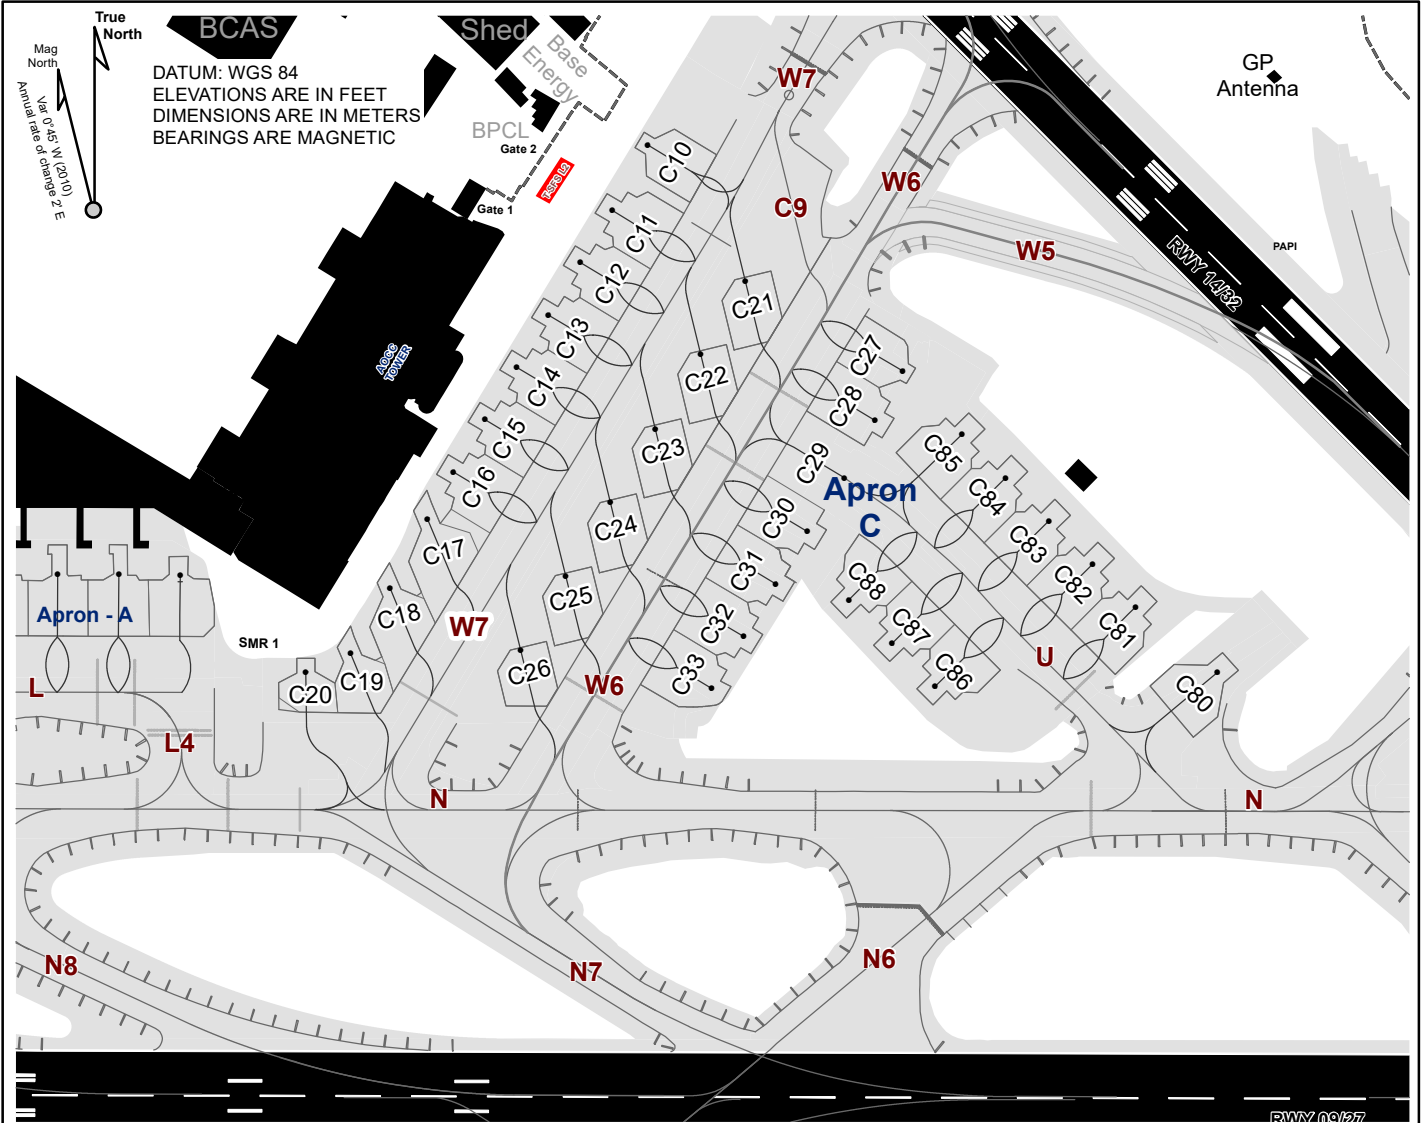 True
North
Mag
North
Var 0°45' W (2010)
Annual rate of change 2' E
BCAS
Shed
Base
Energy
BPCL
DATUM: WGS 84
ELEVATIONS ARE IN FEET
DIMENSIONS ARE IN METERS
BEARINGS ARE MAGNETIC
Gate 2
Gate 1
T-SFS L2
GP
Antenna
W7
W6
W5
C9
RWY 14/32
PAPI
C10
C11
C12
C13
C14
C15
C16
C17
C18
C19
C20
C21
C22
C23
C24
C25
C26
C27
C28
C29
C30
C31
C32
C33
AOCC
TOWER
Apron
C
C85
C84
C83
C82
C81
C80
C88
C87
C86
U
Apron - A
SMR 1
W7
W6
L
L4
N
N
N8
N7
N6
RWY 09/27